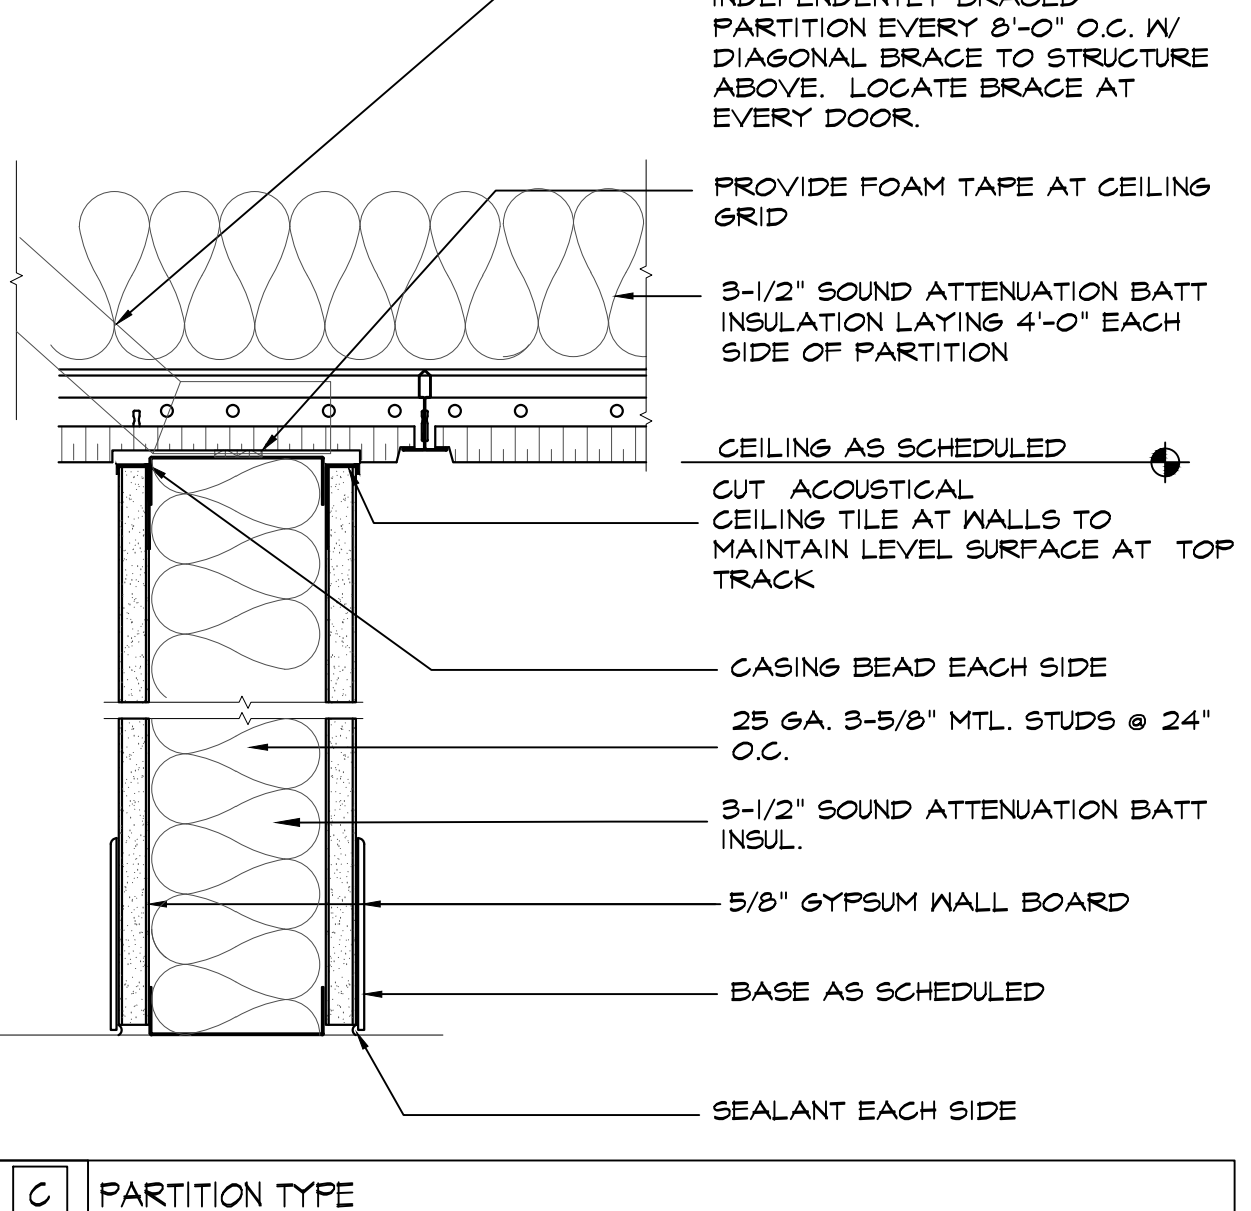 INDEPENDENTLY BRACED
PARTITION EVERY 8'-0" O.C. W/
DIAGONAL BRACE TO STRUCTURE
ABOVE. LOCATE BRACE AT
EVERY DOOR.
PROVIDE FOAM TAPE AT CEILING
GRID
3-1/2" SOUND ATTENUATION BATT
INSULATION LAYING 4'-0" EACH
SIDE OF PARTITION
CEILING AS SCHEDULED
CUT ACOUSTICAL
CEILING TILE AT WALLS TO
MAINTAIN LEVEL SURFACE AT TOP
TRACK
CASING BEAD EACH SIDE
25 GA. 3-5/8" MTL. STUDS @ 24"
O.C.
3-1/2" SOUND ATTENUATION BATT
INSUL.
5/8" GYPSUM WALL BOARD
BASE AS SCHEDULED
SEALANT EACH SIDE
C PARTITION TYPE